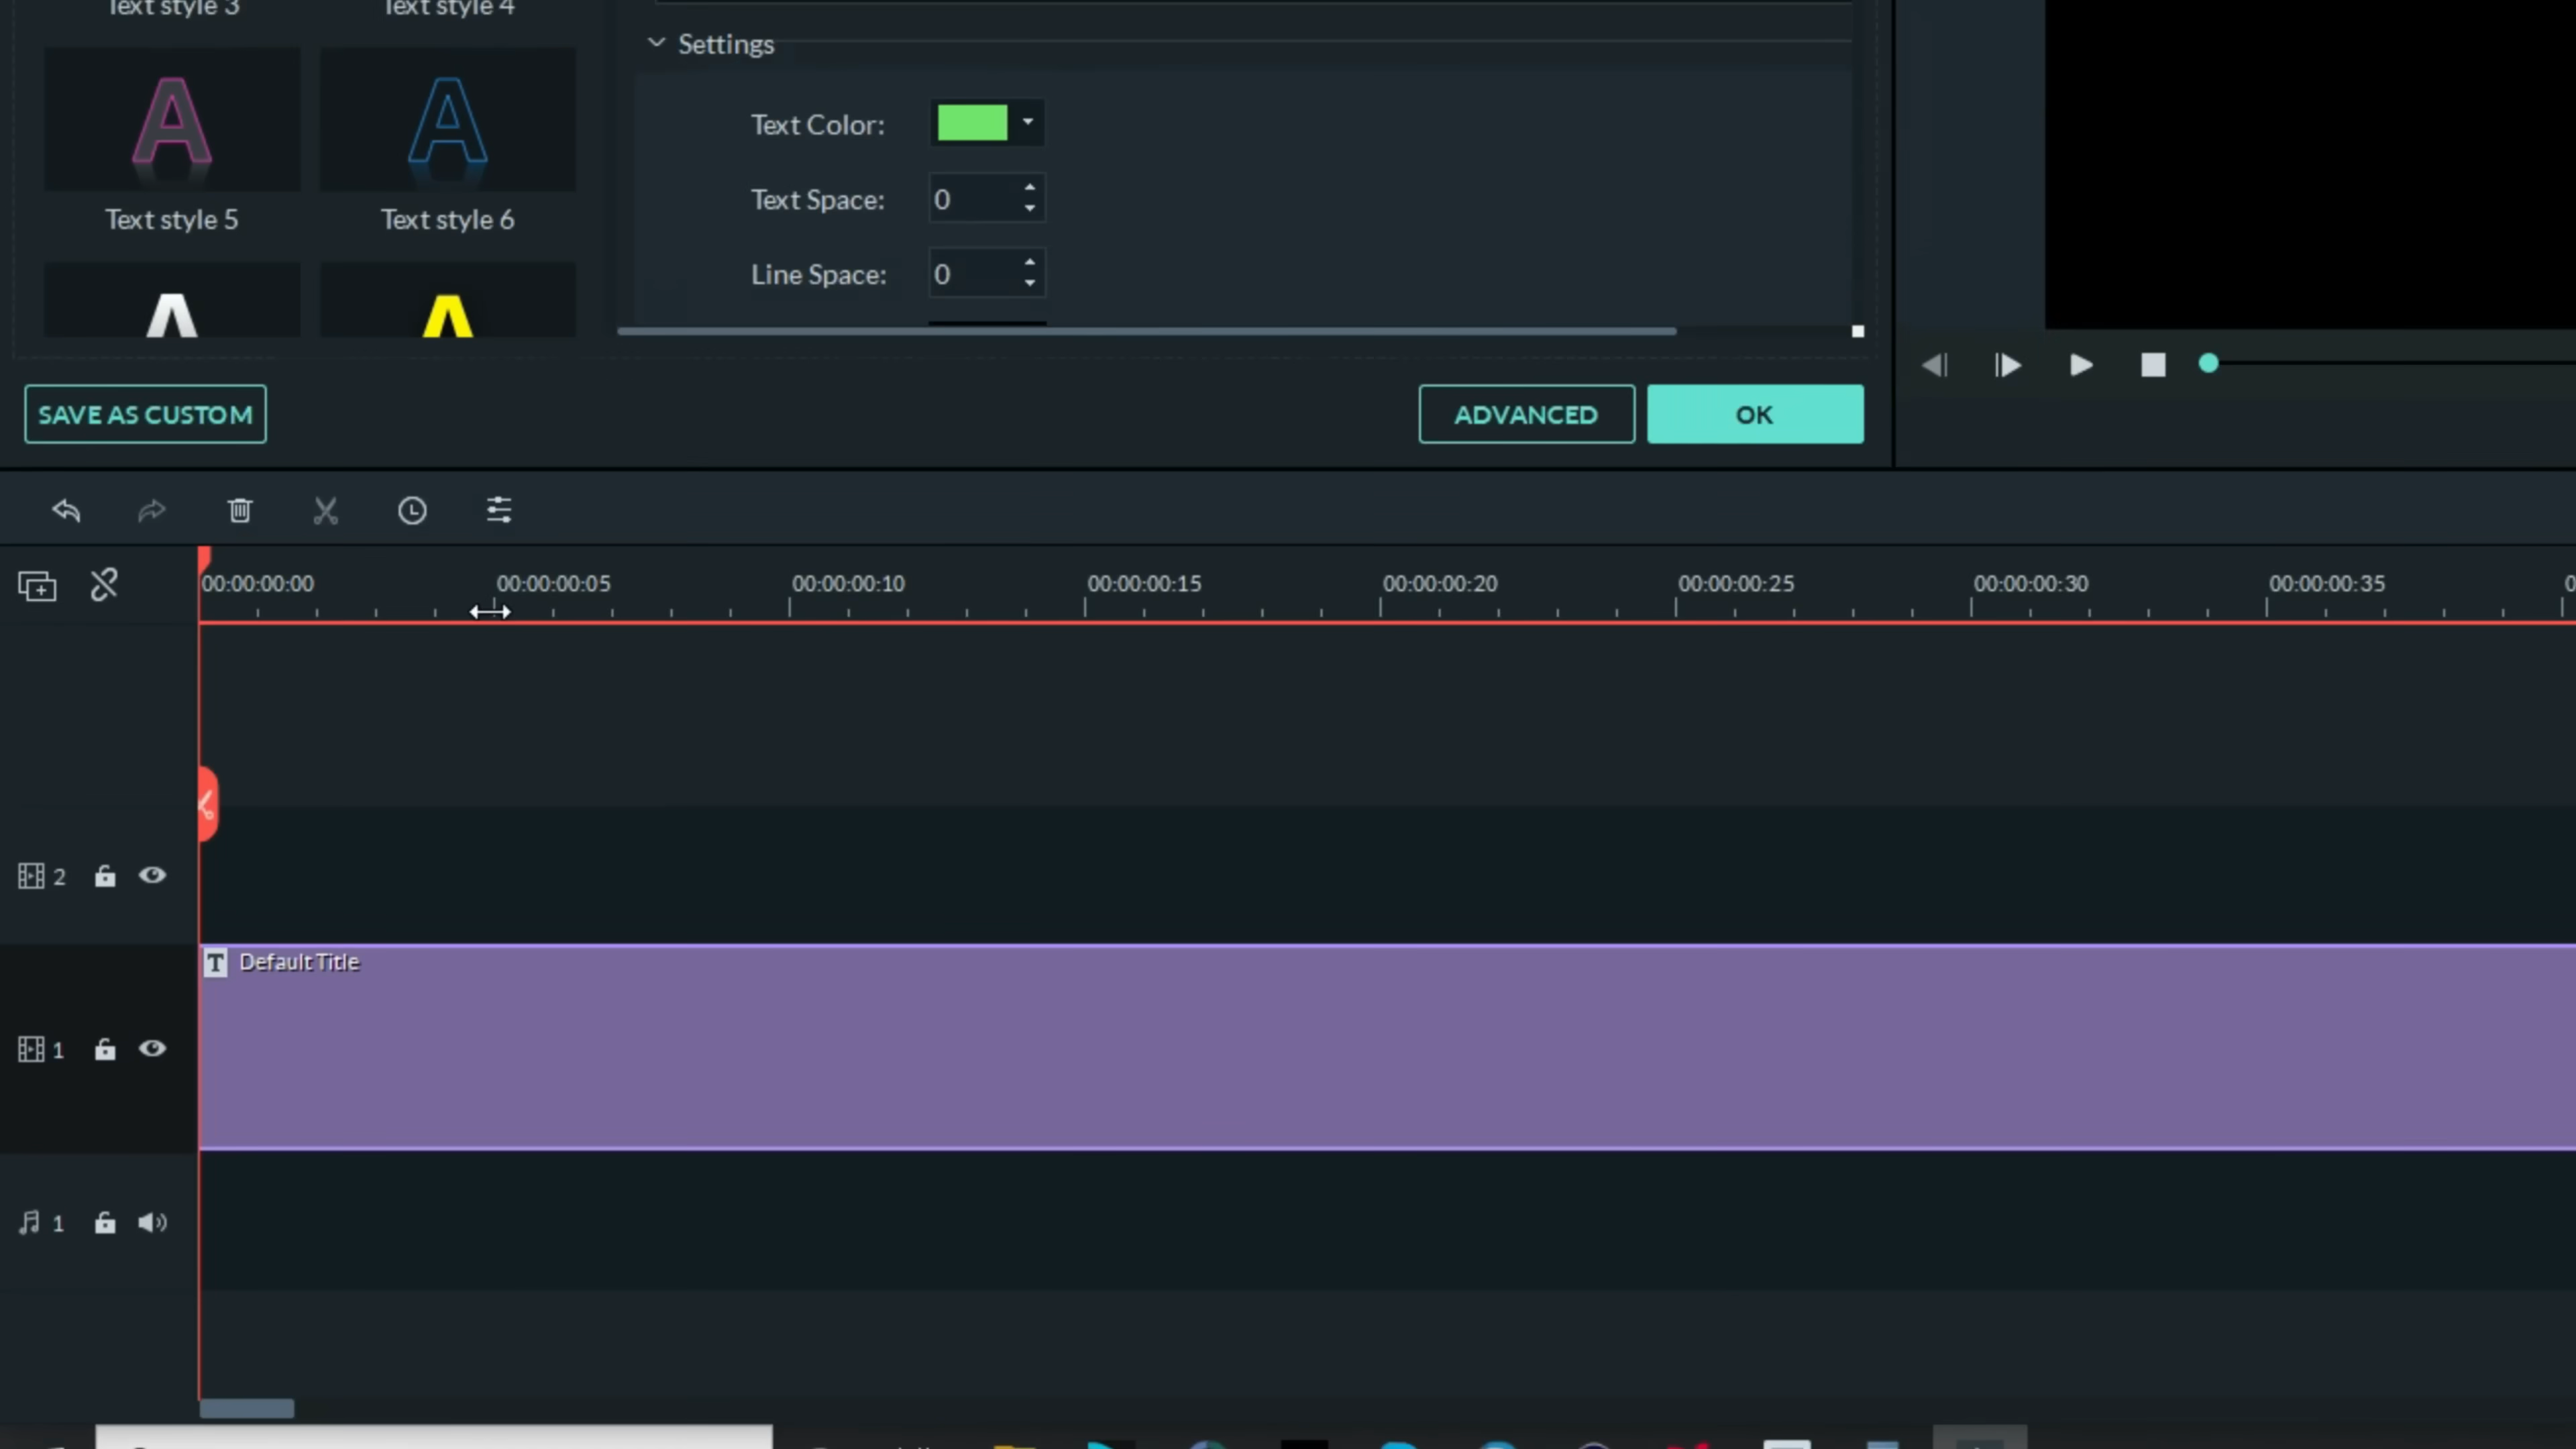 Text style 3
Text style 4
Settings
Text Color:
Text style 5
Text style 6
Text Space:
0
Line Space:
0
SAVE AS CUSTOM
ADVANCED
OK
00:00:00:00
00:00:00:05
00:00:00:10
00:00:00:15
00:00:00:20
00:00:00:25
00:00:00:30
00:00:00:35
2
T Default Title
1
1